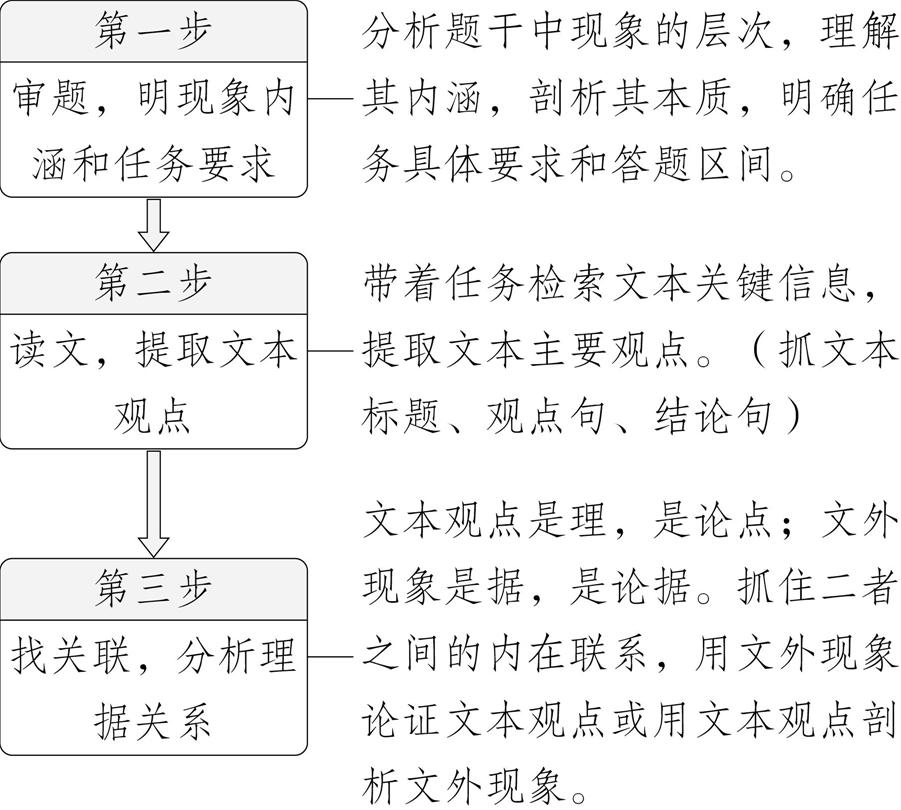 第一步
审题，明现象内
涵和任务要求
分析题干中现象的层次，理解
其内涵，剖析其本质，明确任
务具体要求和答题区间。
第二步
读文，提取文本
观点
带着任务检索文本关键信息，
提取文本主要观点。（抓文本
标题、观点句、结论句）
第三步
找关联，分析理
据关系
文本观点是理，是论点；文外
现象是据，是论据。抓住二者
之间的内在联系，用文外现象
论证文本观点或用文本观点剖
析文外现象。